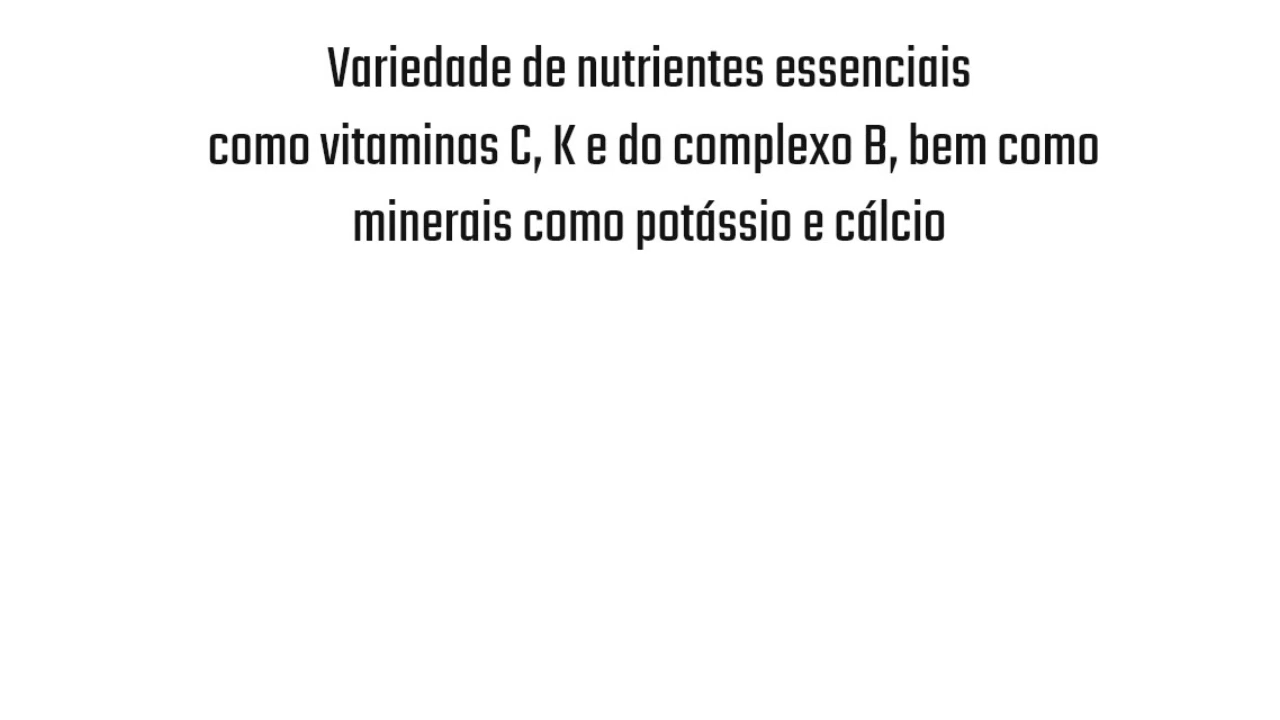 Variedade de nutrientes essenciais
como vitaminas C, K e do complexo B, bem como
minerais como potássio e cálcio